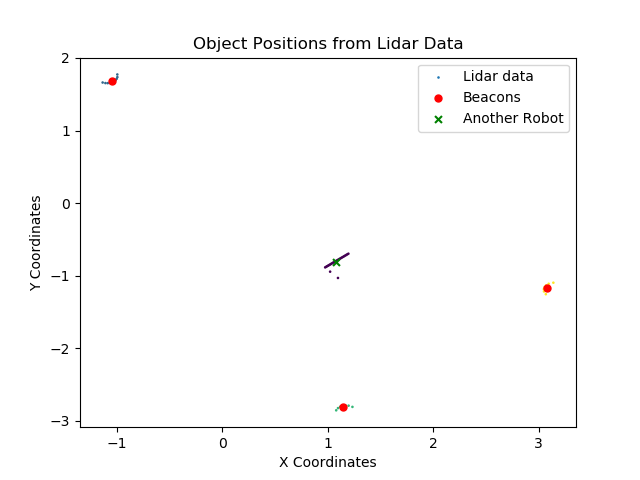 Object Positions from Lidar Data
Lidar data
Beacons
Another Robot
Y Coordinates
2
1
0
−1
−2
−3
−1
0
1
2
3
X Coordinates